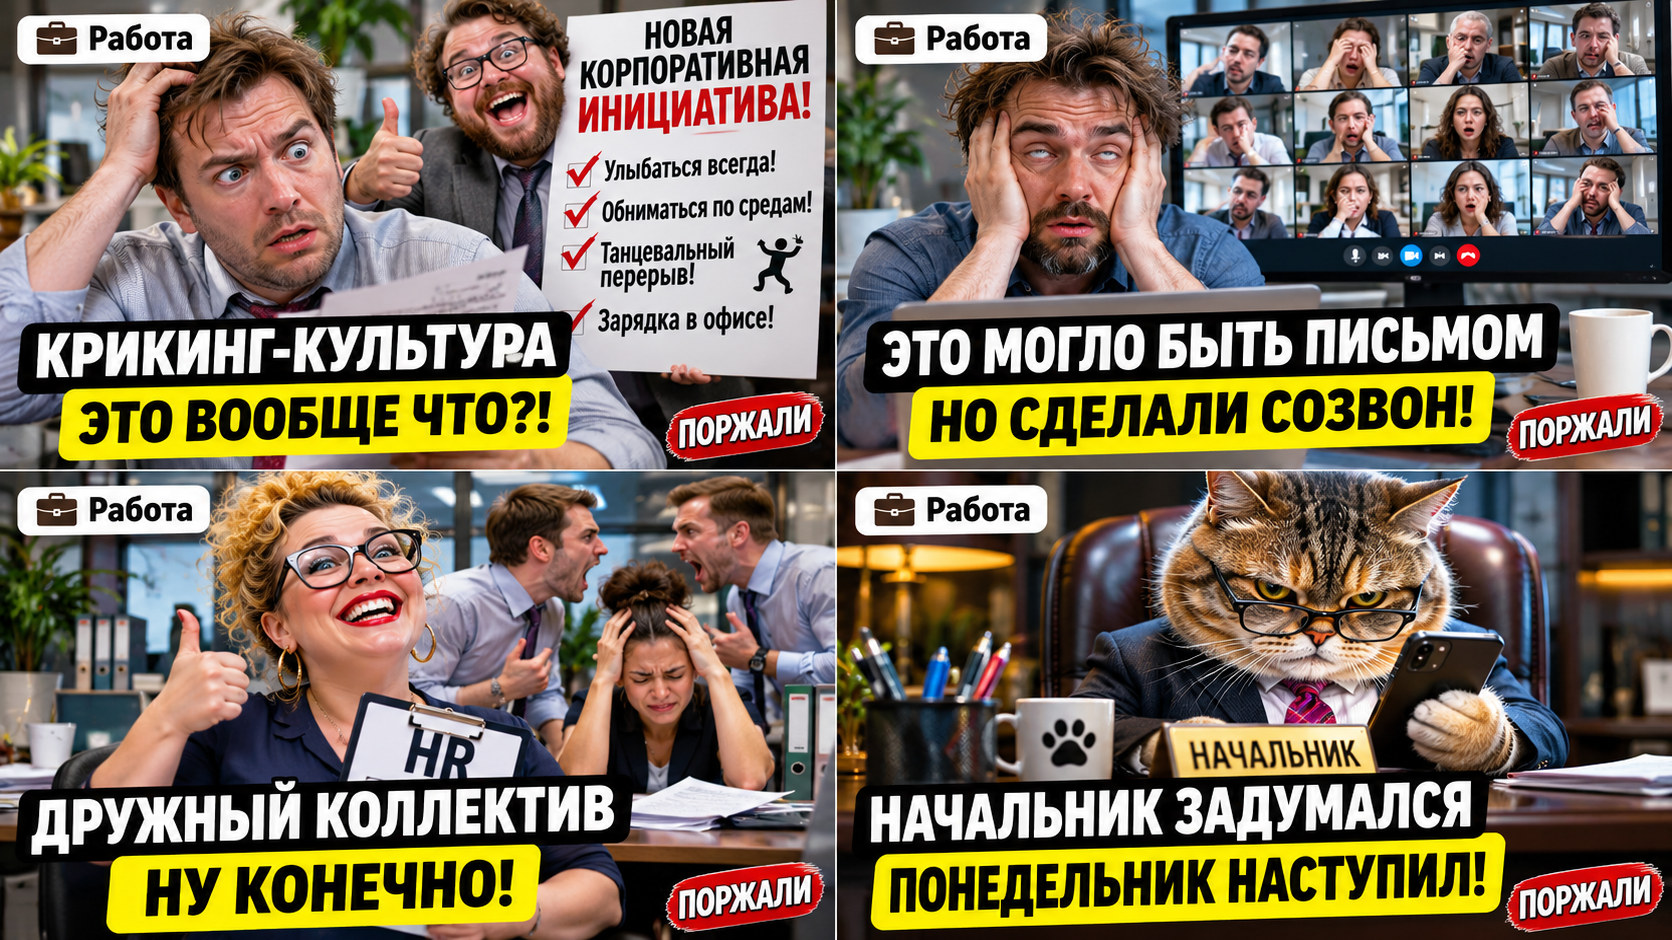 Работа
НОВАЯ
КОРПОРАТИВНАЯ
ИНИЦИАТИВА!
Улыбаться всегда!
Обниматься по средам!
Танцевальный
перерыв!
Зарядка в офисе!
КРИКИНГ-КУЛЬТУРА
ЭТО ВООБЩЕ ЧТО?!
ПОРЖАЛИ
Работа
ЭТО МОГЛО БЫТЬ ПИСЬМОМ
НО СДЕЛАЛИ СОЗВОН!
ПОРЖАЛИ
Работа
HR
ДРУЖНЫЙ КОЛЛЕКТИВ
НУ КОНЕЧНО!
ПОРЖАЛИ
Работа
НАЧАЛЬНИК
НАЧАЛЬНИК ЗАДУМАЛСЯ
ПОНЕДЕЛЬНИК НАСТУПИЛ!
ПОРЖАЛИ